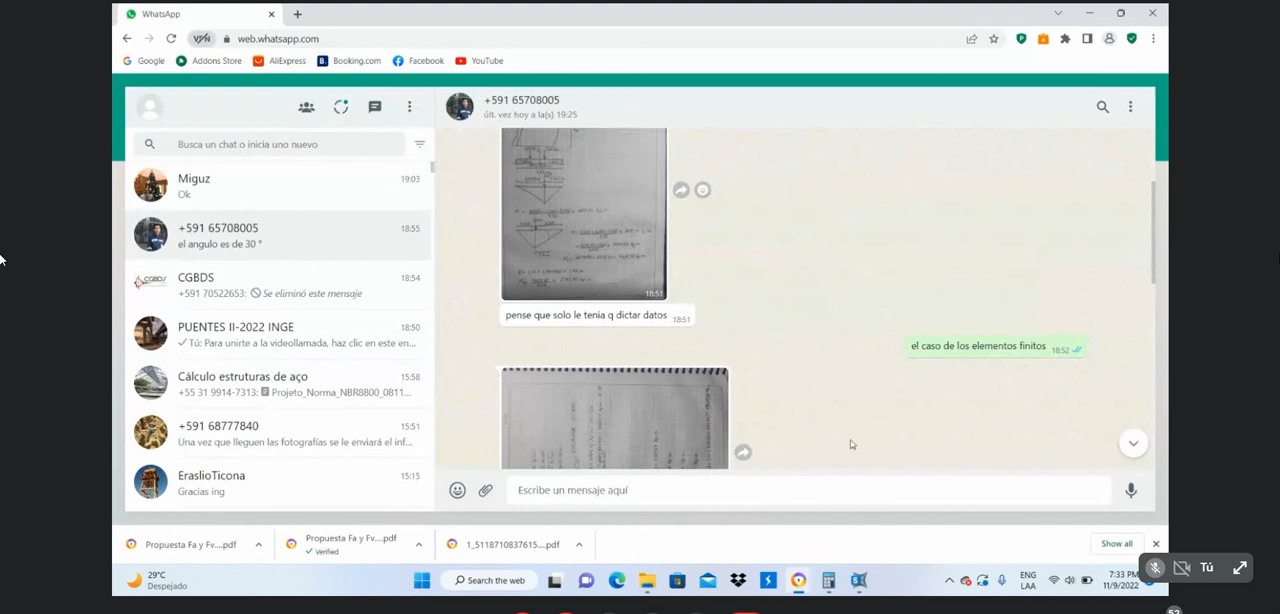 WhatsApp
VPN
web.whatsapp.com
Google
Addons Store
AliExpress
Booking.com
Facebook
YouTube
+591 65708005
últ. vez hoy a la(s) 19:25
Busca un chat o inicia uno nuevo
Miguz
19:03
Ok
+591 65708005
18:55
el angulo es de 30 °
CGBDS
18:54
+591 70522653: Se eliminó este mensaje
PUENTES II-2022 INGE
18:50
Tú: Para unirte a la videollamada, haz clic en este en...
Cálculo estruturas de aço
15:58
+55 31 9914-7313: Projeto_Norma_NBR8800_0811...
+591 68777840
15:51
Una vez que lleguen las fotografías se le enviará el inf...
EraslioTicona
15:15
Gracias ing
18:51
pense que solo le tenia q dictar datos
18:51
el caso de los elementos finitos
18:52
Escribe un mensaje aquí
Propuesta Fa y Fv....pdf
Propuesta Fa y Fv....pdf
Verified
1_5118710837615....pdf
Show all
29°C
Despejado
Search the web
ENG
LAA
7:33 PM
11/9/2022
Tú